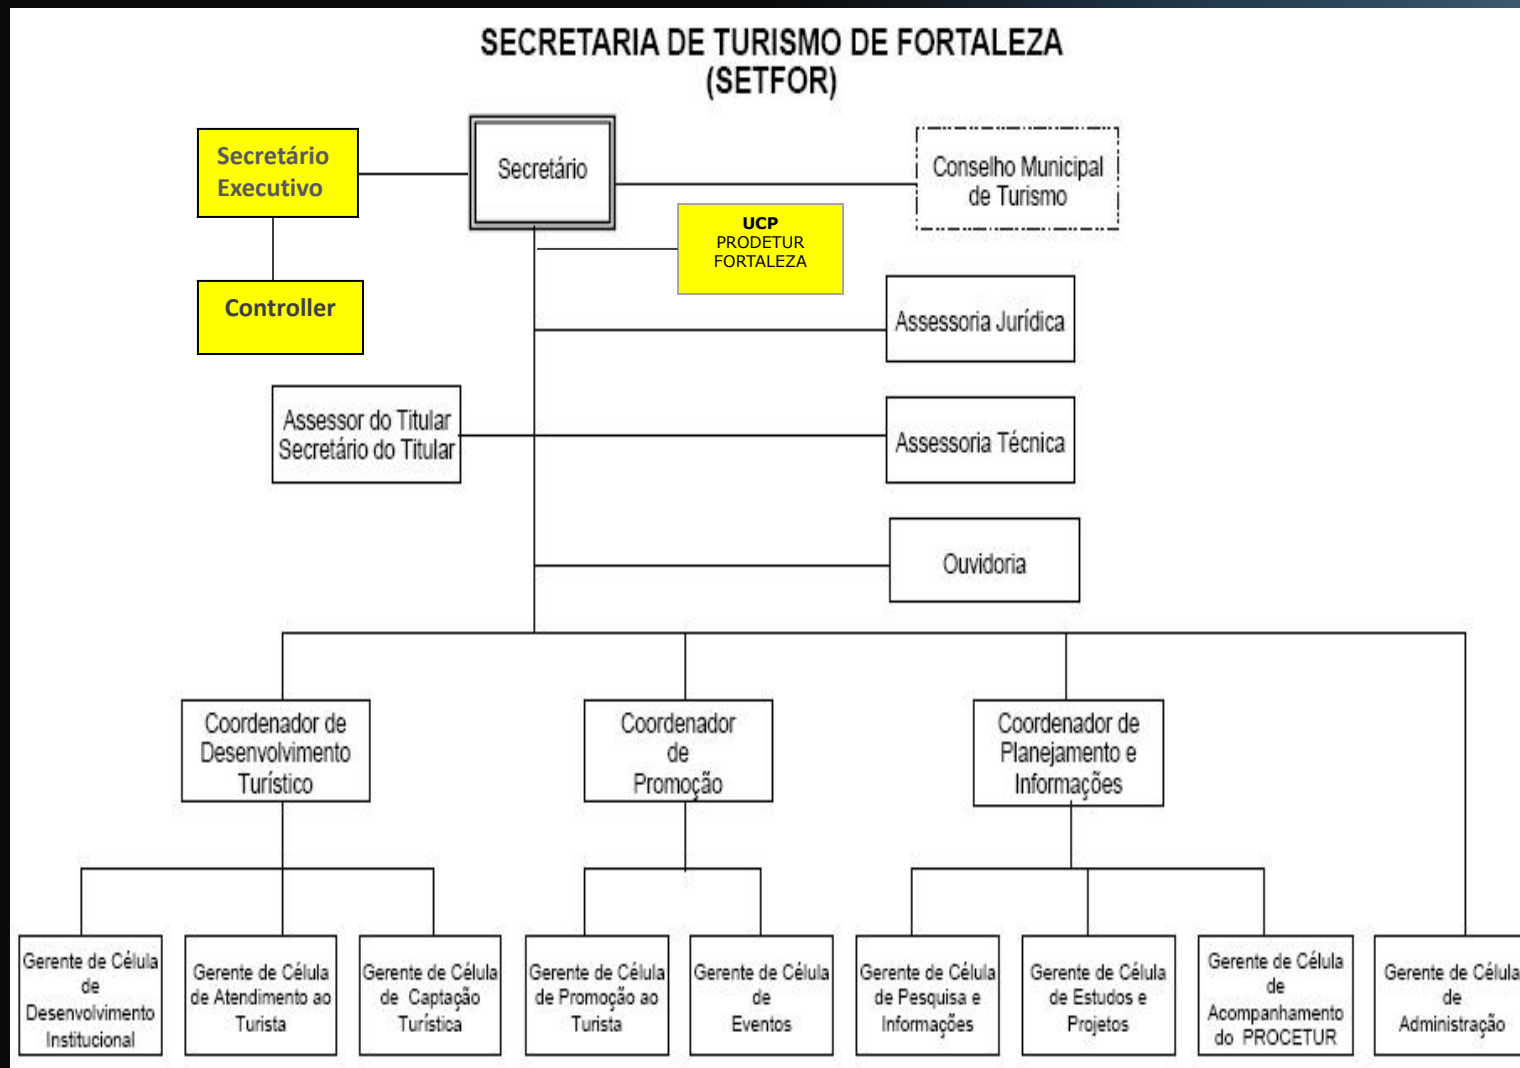 SECRETARIA DE TURISMO DE FORTALEZA
(SETFOR)
Secretário
Executivo
Secretário
Conselho Municipal
de Turismo
UCP
PRODETUR
FORTALEZA
Controller
Assessoria Jurídica
Assessor do Titular
Secretário do Titular
Assessoria Técnica
Ouvidoria
Coordenador de
Desenvolvimento
Turístico
Coordenador
de
Promoção
Coordenador de
Planejamento e
Informações
Gerente de Célula
de
Desenvolvimento
Institucional
Gerente de Célula
de Atendimento ao
Turista
Gerente de Célula
de Captação
Turística
Gerente de Célula
de Promoção ao
Turista
Gerente de Célula
de
Eventos
Gerente de Célula
de Pesquisa e
Informações
Gerente de Célula
de Estudos e
Projetos
Gerente de Célula
de
Acompanhamento
do PROCETUR
Gerente de Célula
de
Administração